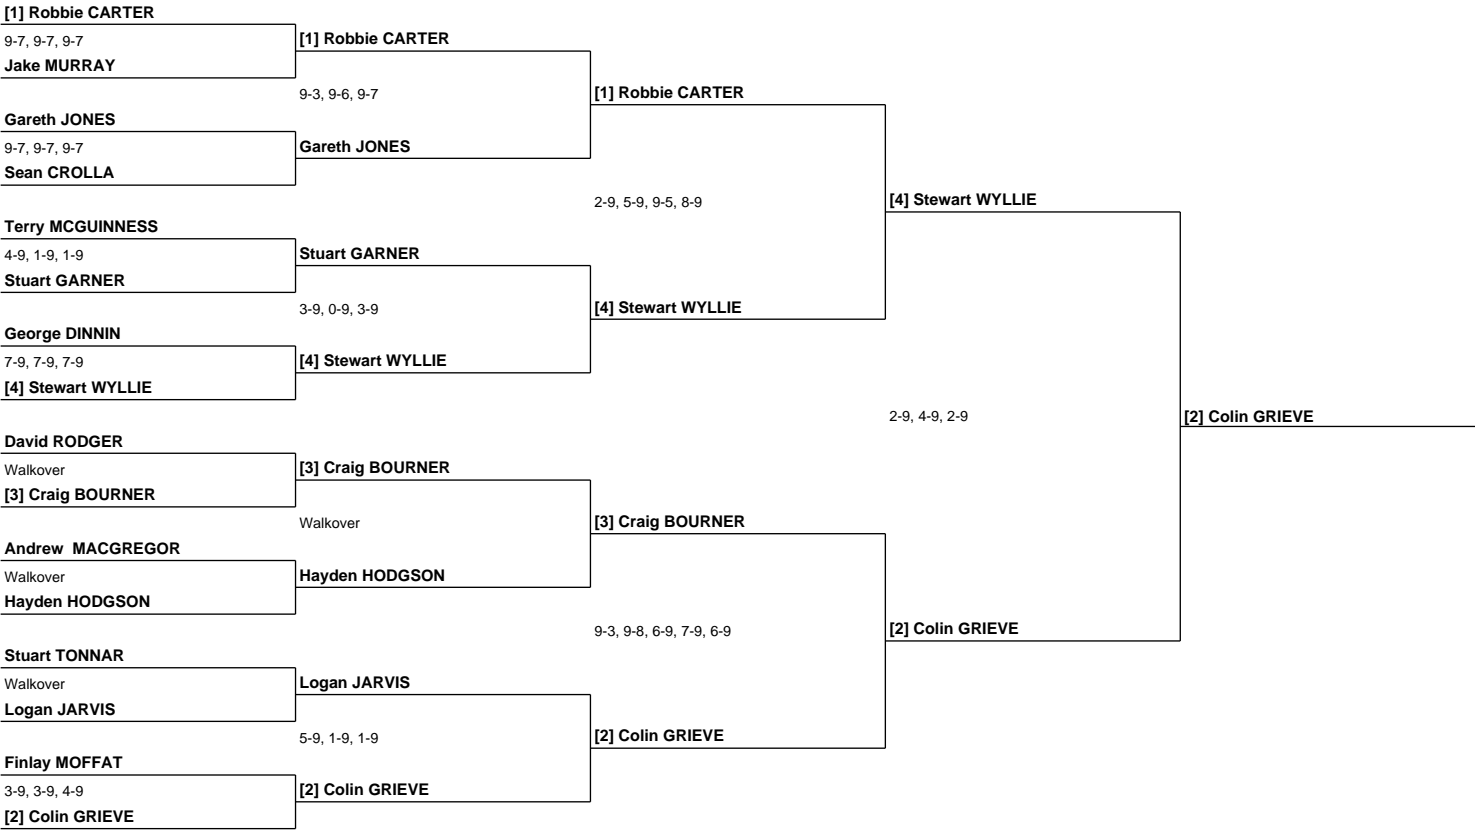 [1] Robbie CARTER
9-7, 9-7, 9-7
Jake MURRAY
Gareth JONES
9-7, 9-7, 9-7
Sean CROLLA
Terry MCGUINNESS
4-9, 1-9, 1-9
Stuart GARNER
George DINNIN
7-9, 7-9, 7-9
[4] Stewart WYLLIE
David RODGER
Walkover
[3] Craig BOURNER
Andrew  MACGREGOR
Walkover
Hayden HODGSON
Stuart TONNAR
Walkover
Logan JARVIS
Finlay MOFFAT
3-9, 3-9, 4-9
[2] Colin GRIEVE
[1] Robbie CARTER
9-3, 9-6, 9-7
Gareth JONES
Stuart GARNER
3-9, 0-9, 3-9
[4] Stewart WYLLIE
[3] Craig BOURNER
Walkover
Hayden HODGSON
Logan JARVIS
5-9, 1-9, 1-9
[2] Colin GRIEVE
[1] Robbie CARTER
2-9, 5-9, 9-5, 8-9
[4] Stewart WYLLIE
[3] Craig BOURNER
9-3, 9-8, 6-9, 7-9, 6-9
[2] Colin GRIEVE
[4] Stewart WYLLIE
2-9, 4-9, 2-9
[2] Colin GRIEVE
[2] Colin GRIEVE